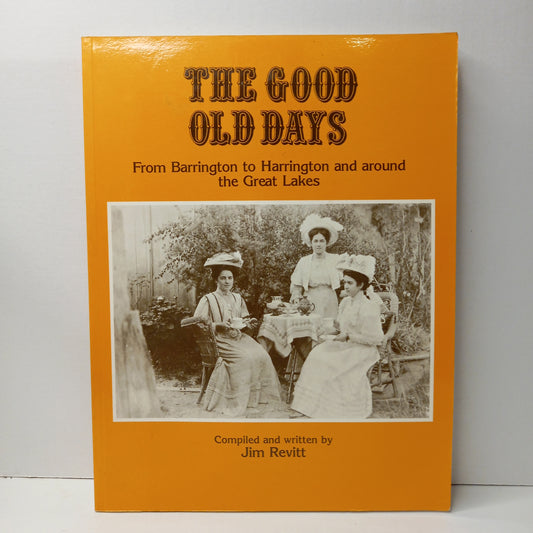 THE GOOD
OLD DAYS
From Barrington to Harrington and around
the Great Lakes
Compiled and written by
Jim Revitt